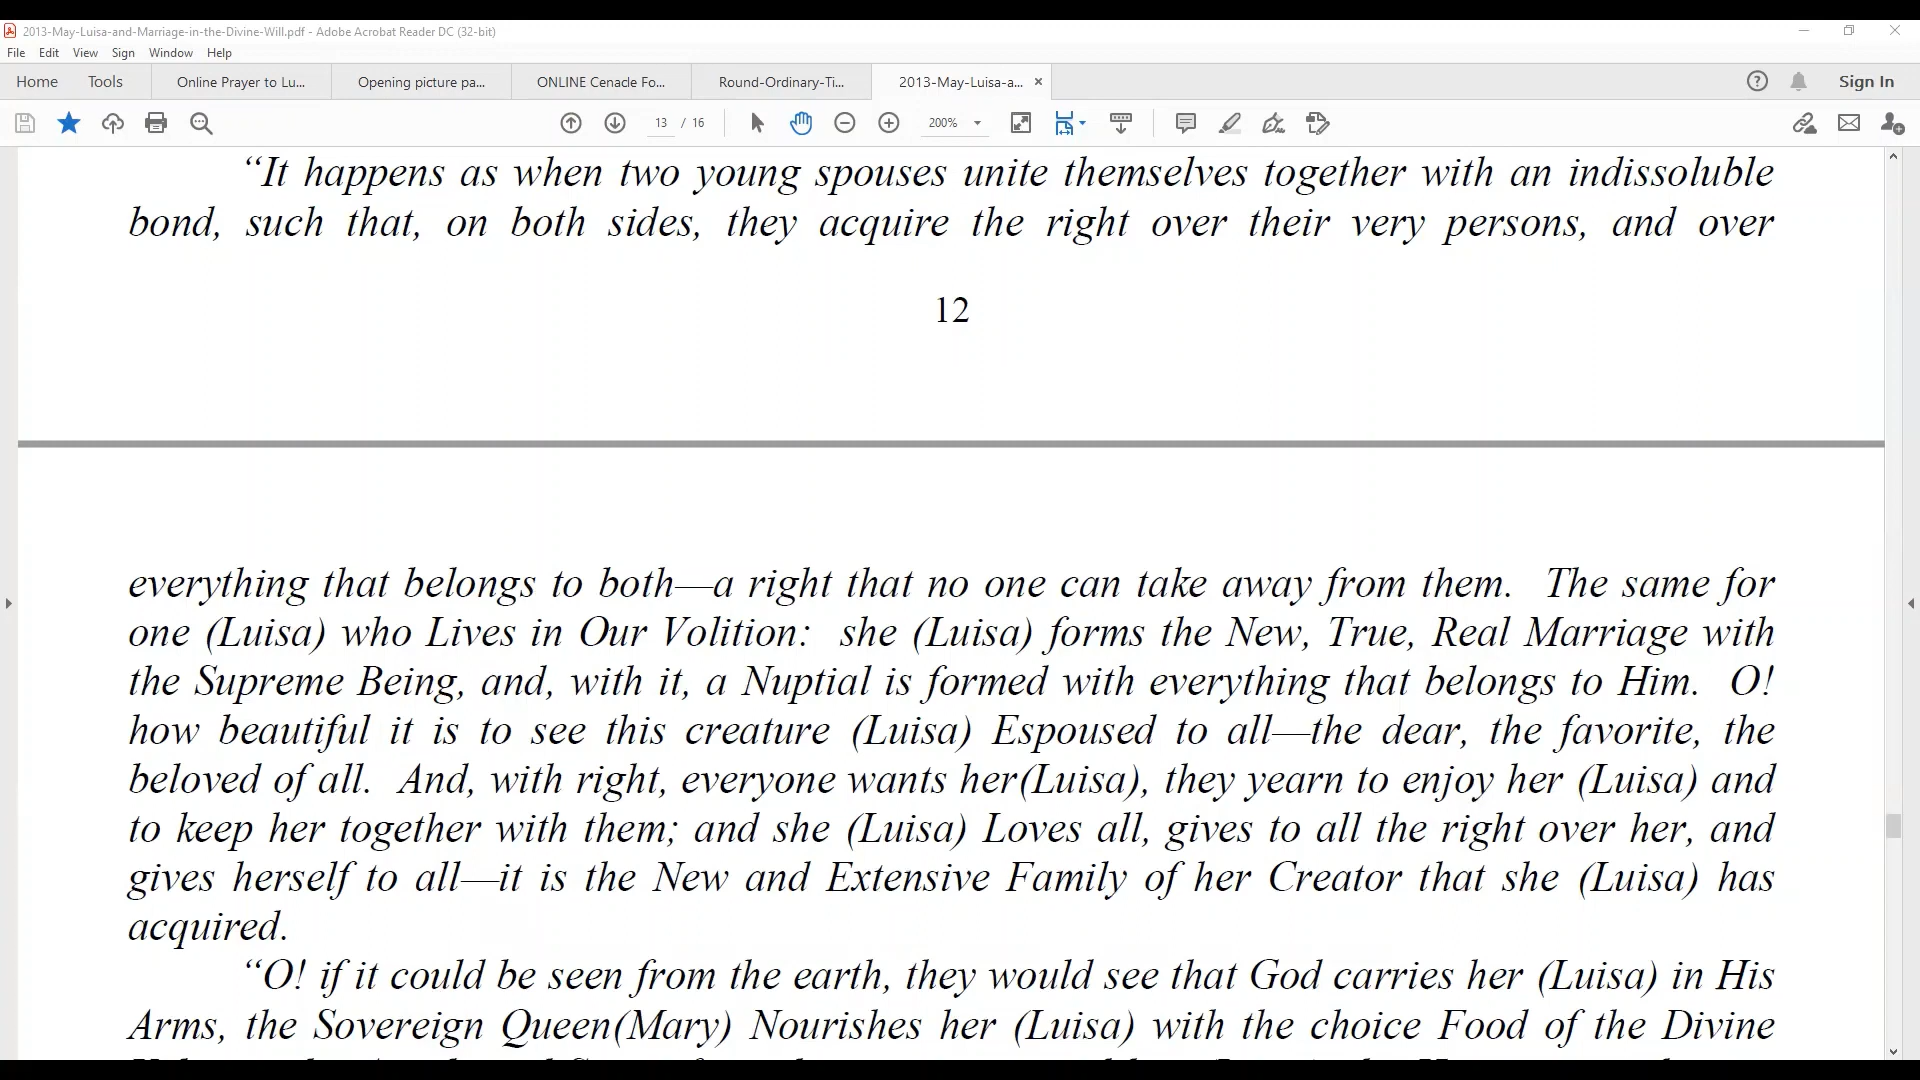 2013-May-Luisa-and-Marriage-in-the-Divine-Will.pdf - Adobe Acrobat Reader DC (32-bit)
File Edit View Sign Window Help
Home Tools Online Prayer to Lu... Opening picture pa... ONLINE Cenacle Fo... Round-Ordinary-Ti... 2013-May-Luisa-a... × Sign In
13 / 16 200%
“It happens as when two young spouses unite themselves together with an indissoluble
bond, such that, on both sides, they acquire the right over their very persons, and over
12
everything that belongs to both—a right that no one can take away from them. The same for
one (Luisa) who Lives in Our Volition: she (Luisa) forms the New, True, Real Marriage with
the Supreme Being, and, with it, a Nuptial is formed with everything that belongs to Him. O!
how beautiful it is to see this creature (Luisa) Espoused to all—the dear, the favorite, the
beloved of all. And, with right, everyone wants her(Luisa), they yearn to enjoy her (Luisa) and
to keep her together with them; and she (Luisa) Loves all, gives to all the right over her, and
gives herself to all—it is the New and Extensive Family of her Creator that she (Luisa) has
acquired.
“O! if it could be seen from the earth, they would see that God carries her (Luisa) in His
Arms, the Sovereign Queen(Mary) Nourishes her (Luisa) with the choice Food of the Divine